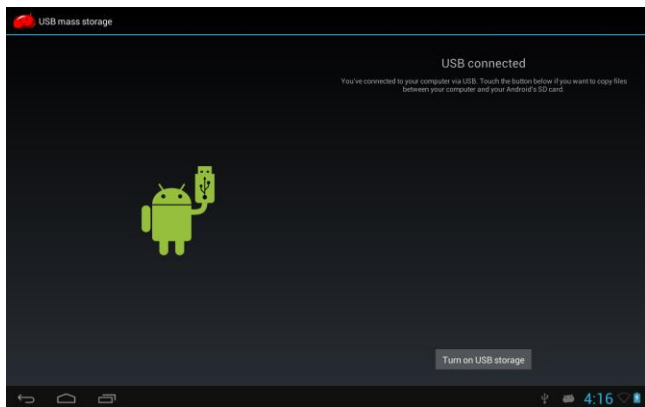 USB mass storage
USB connected
You've connected to your computer via USB. Touch the button below if you want to copy files
between your computer and your Android's SD card.
Turn on USB storage
4:16